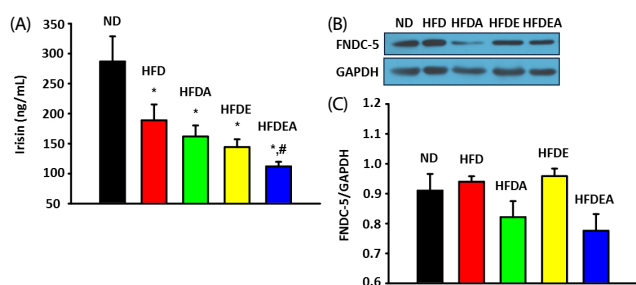 (A)
Irisin (ng/mL)
350
300
250
200
150
100
50
ND
HFD
*
HFDA
*
HFDE
*
HFDEA
*,#
(B)
ND HFD HFDA HFDE HFDEA
FNDC-5
GAPDH
(C)
FNDC-5/GAPDH
1.2
1.1
1.0
0.9
0.8
0.7
0.6
ND
HFD
HFDA
HFDE
HFDEA